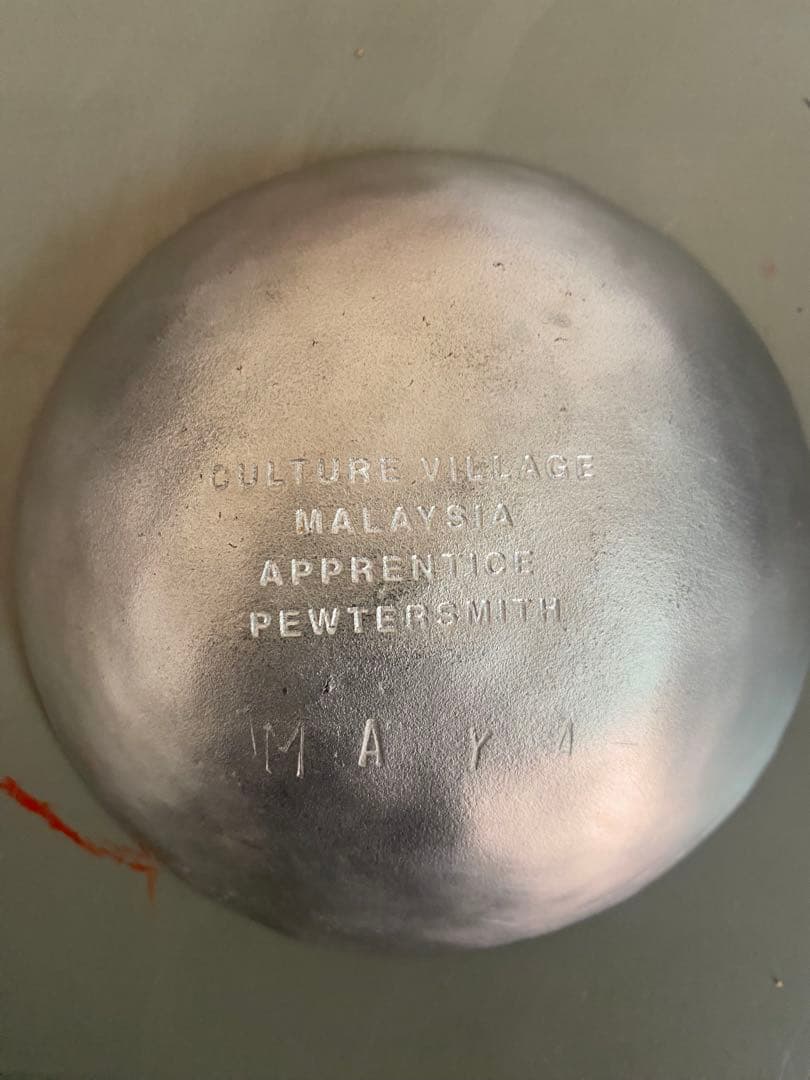 CULTURE VILLAGE
MALAYSIA
APPRENTICE
PEWTERSMITH
MAYA